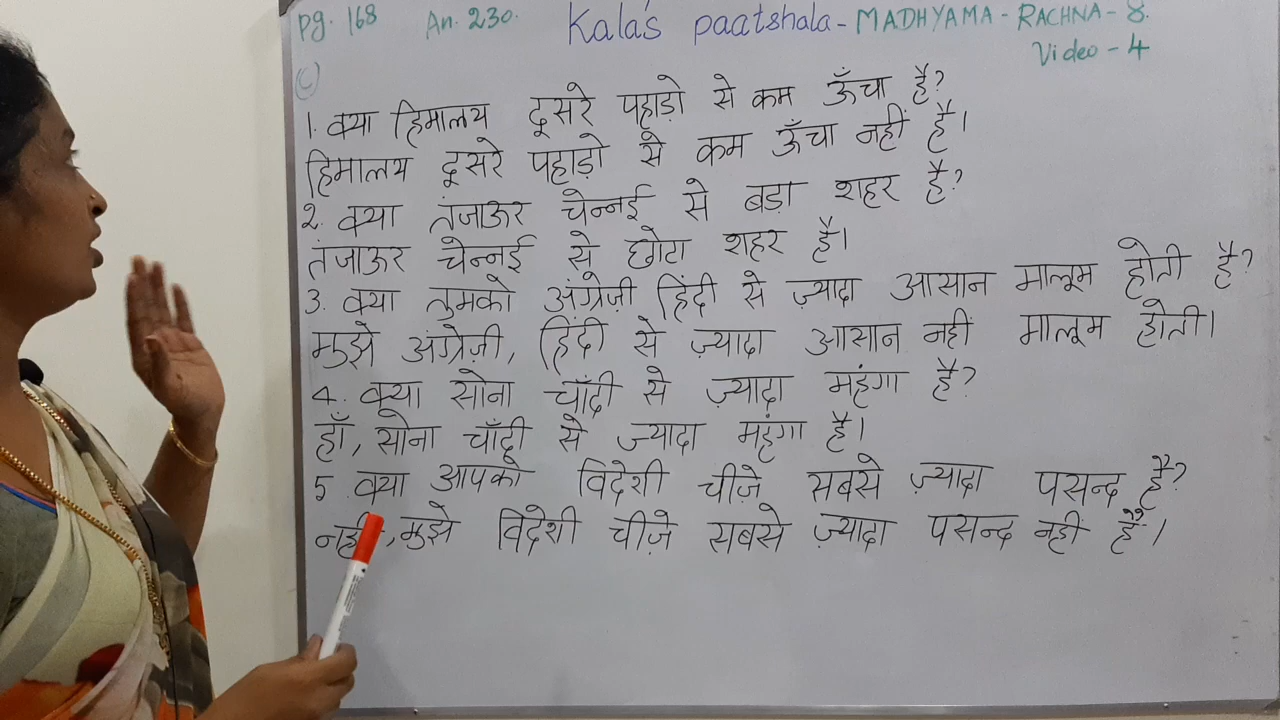 Pg. 168 An. 230. Kala's paatshala - MADHYAMA - RACHNA - 8.
Video - 4
(C)
1. क्या हिमालय दूसरे पहाड़ो से कम ऊँचा है?
हिमालय दूसरे पहाड़ो से कम ऊँचा नहीं है।
2. क्या तंजाऊर चेन्नई से बड़ा शहर है?
तंजाऊर चेन्नई से छोटा शहर है।
3. क्या तुमको अंग्रेज़ी हिंदी से ज़्यादा आसान मालूम होती है?
मुझे अंग्रेज़ी, हिंदी से ज़्यादा आसान नहीं मालूम होती।
4. क्या सोना चाँदी से ज़्यादा महंगा है?
हाँ, सोना चाँदी से ज्यादा महंगा है।
5. क्या आपको विदेशी चीजे सबसे ज़्यादा पसन्द है?
नही, मुझे विदेशी चीज़े सबसे ज़्यादा पसन्द नही हैं।